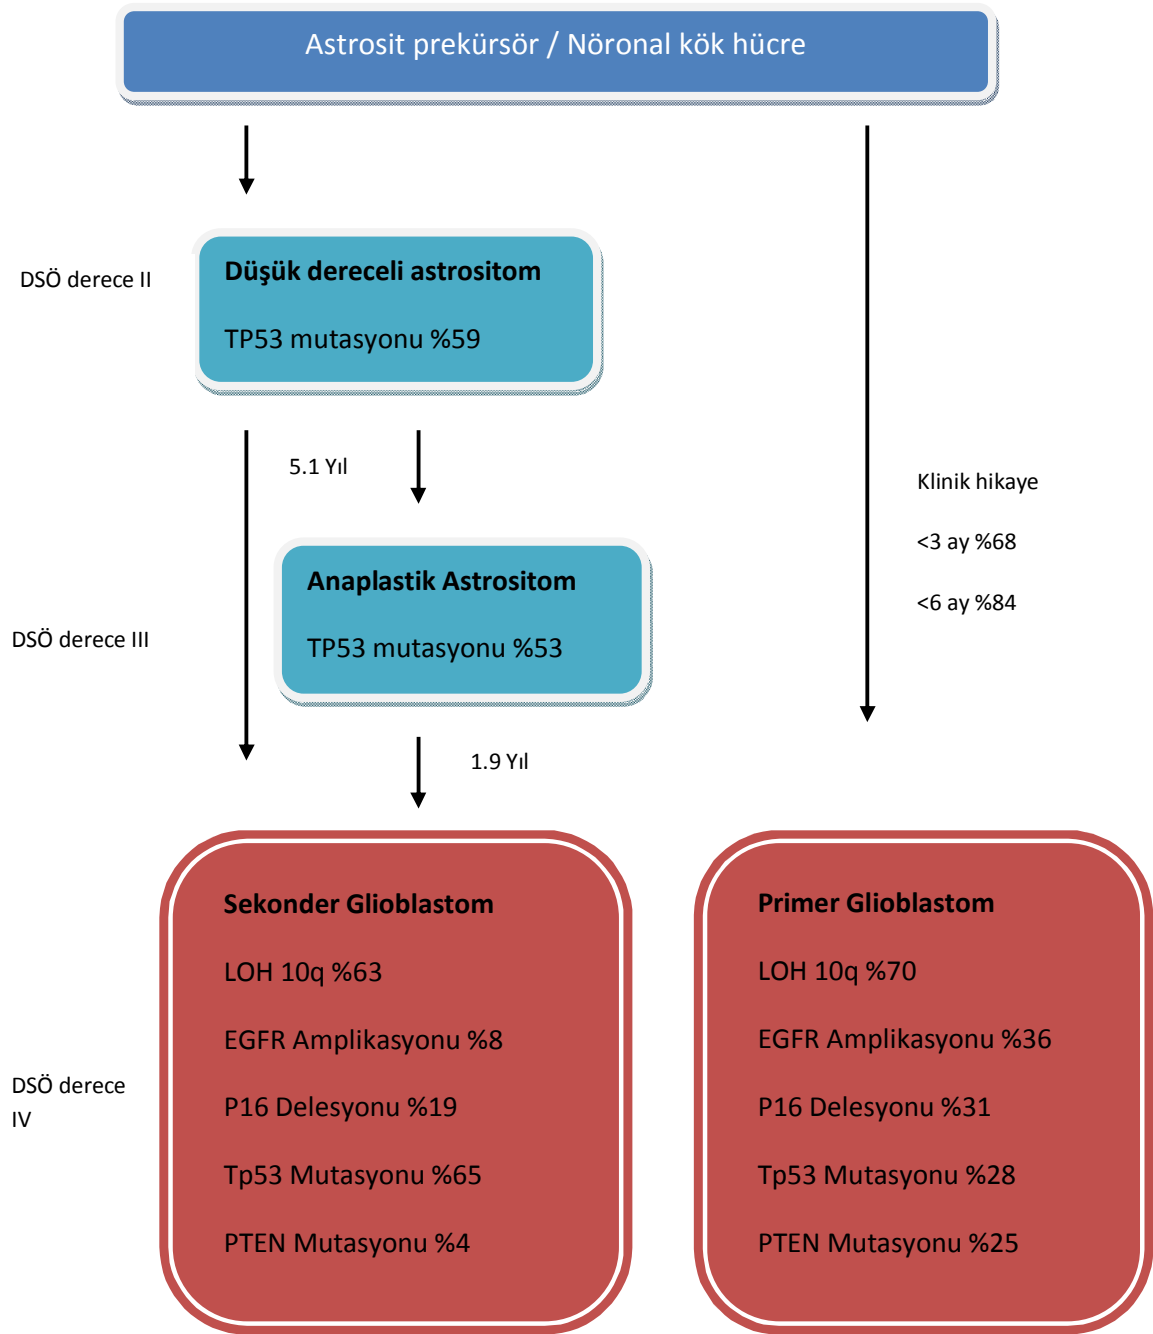 Astrosit prekürsör / Nöronal kök hücre
DSÖ derece II
Düşük dereceli astrositom
TP53 mutasyonu %59
5.1 Yıl
Klinik hikaye
<3 ay %68
<6 ay %84
DSÖ derece III
Anaplastik Astrositom
TP53 mutasyonu %53
1.9 Yıl
DSÖ derece
IV
Sekonder Glioblastom
LOH 10q %63
EGFR Amplikasyonu %8
P16 Delesyonu %19
Tp53 Mutasyonu %65
PTEN Mutasyonu %4
Primer Glioblastom
LOH 10q %70
EGFR Amplikasyonu %36
P16 Delesyonu %31
Tp53 Mutasyonu %28
PTEN Mutasyonu %25